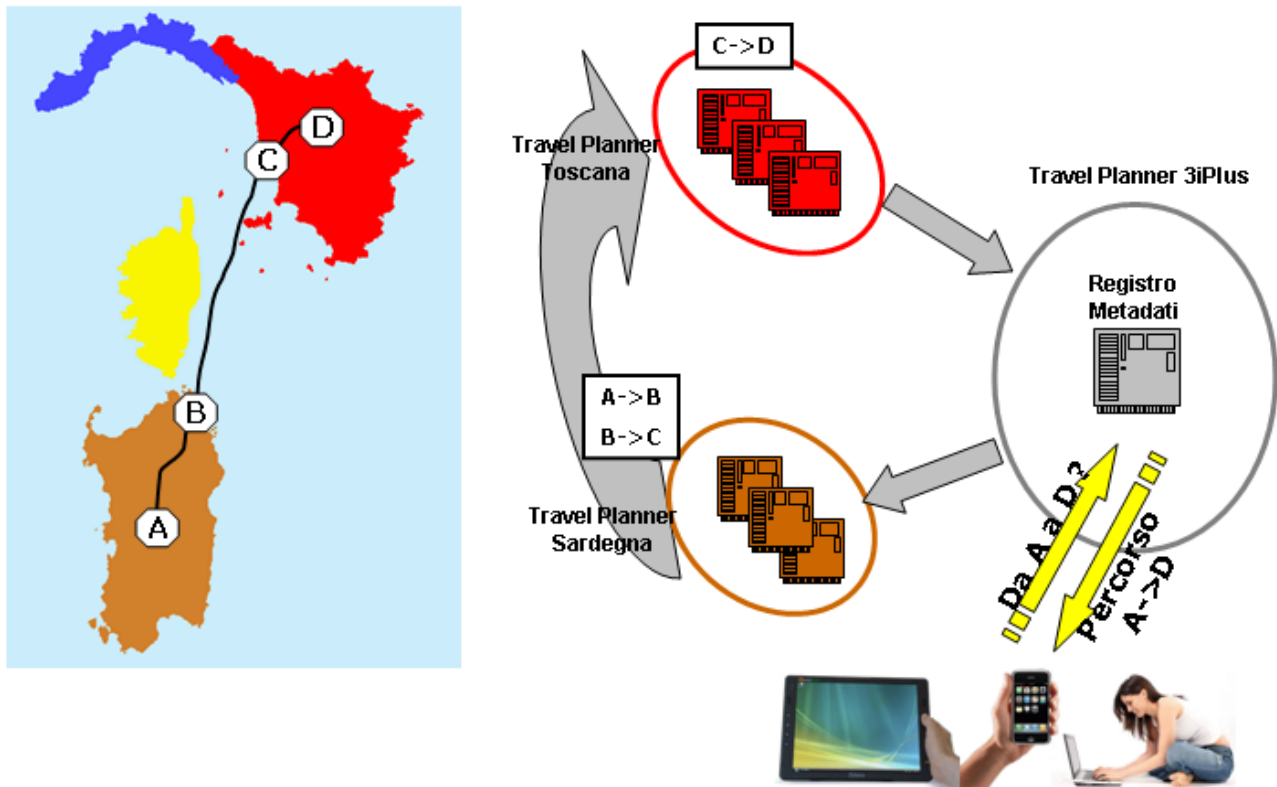 D
C
B
A
C->D
Travel Planner
Toscana
Travel Planner 3iPlus
Registro
Metadati
A->B
B->C
Travel Planner
Sardegna
Da A a D?
Percorso
A->D